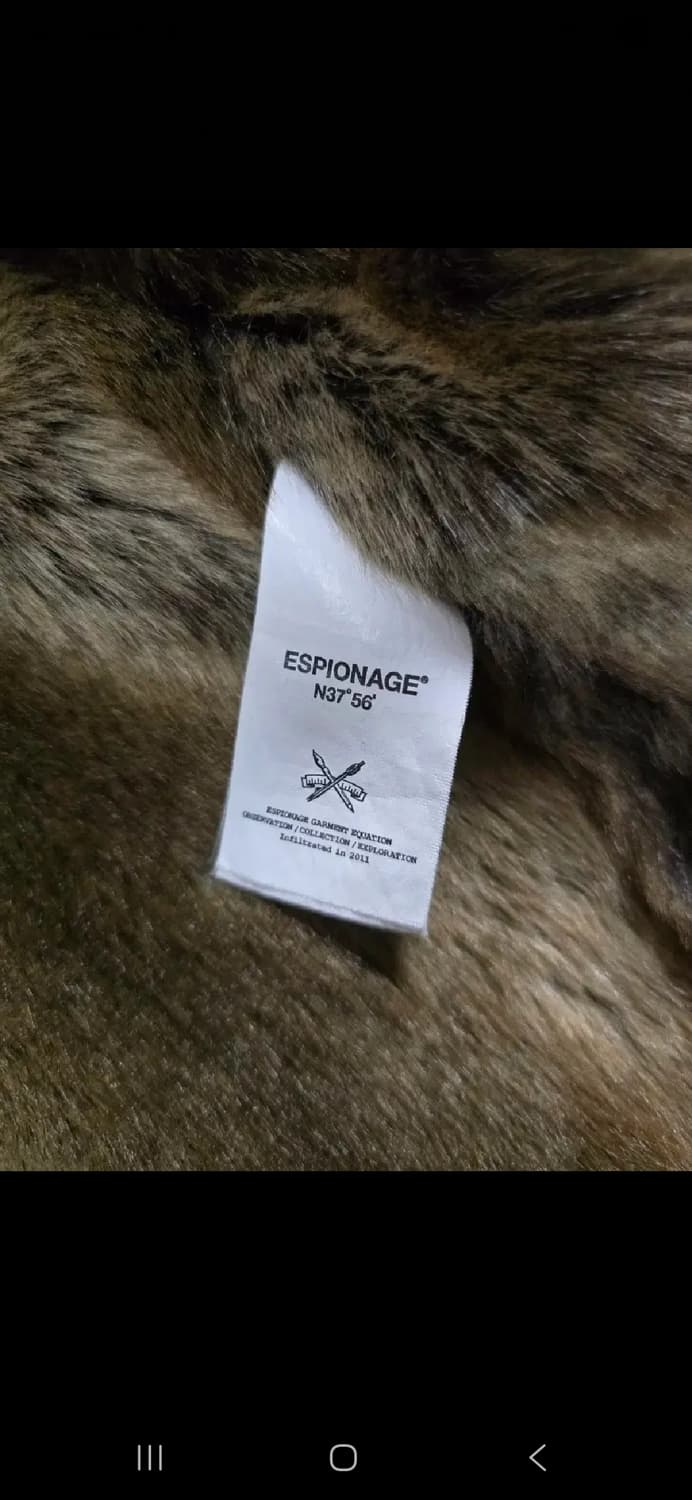 ESPIONAGE®
N37°56'
ESPIONAGE GARMENT EQUATION
OBSERVATION / COLLECTION / EXPLORATION
Infiltrated in 2011